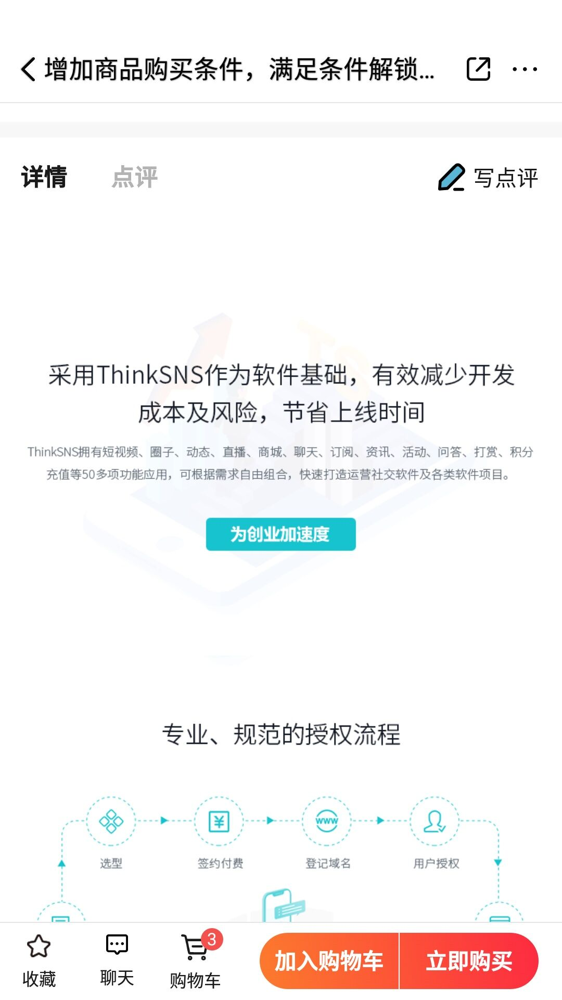 增加商品购买条件，满足条件解锁...
详情
点评
写点评
采用ThinkSNS作为软件基础，有效减少开发
成本及风险，节省上线时间
ThinkSNS拥有短视频、圈子、动态、直播、商城、聊天、订阅、资讯、活动、问答、打赏、积分
充值等50多项功能应用，可根据需求自由组合，快速打造运营社交软件及各类软件项目。
为创业加速度
专业、规范的授权流程
¥
WWW
选型
签约付费
登记域名
用户授权
3
收藏
聊天
购物车
加入购物车
立即购买